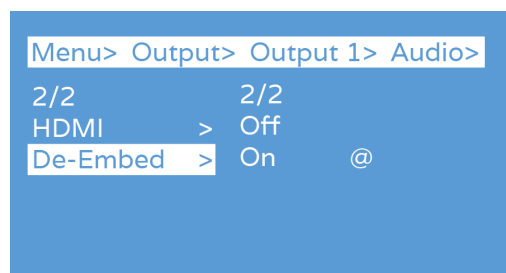 Menu> Output> Output 1> Audio>
2/2 2/2
HDMI > Off
De-Embed > On @